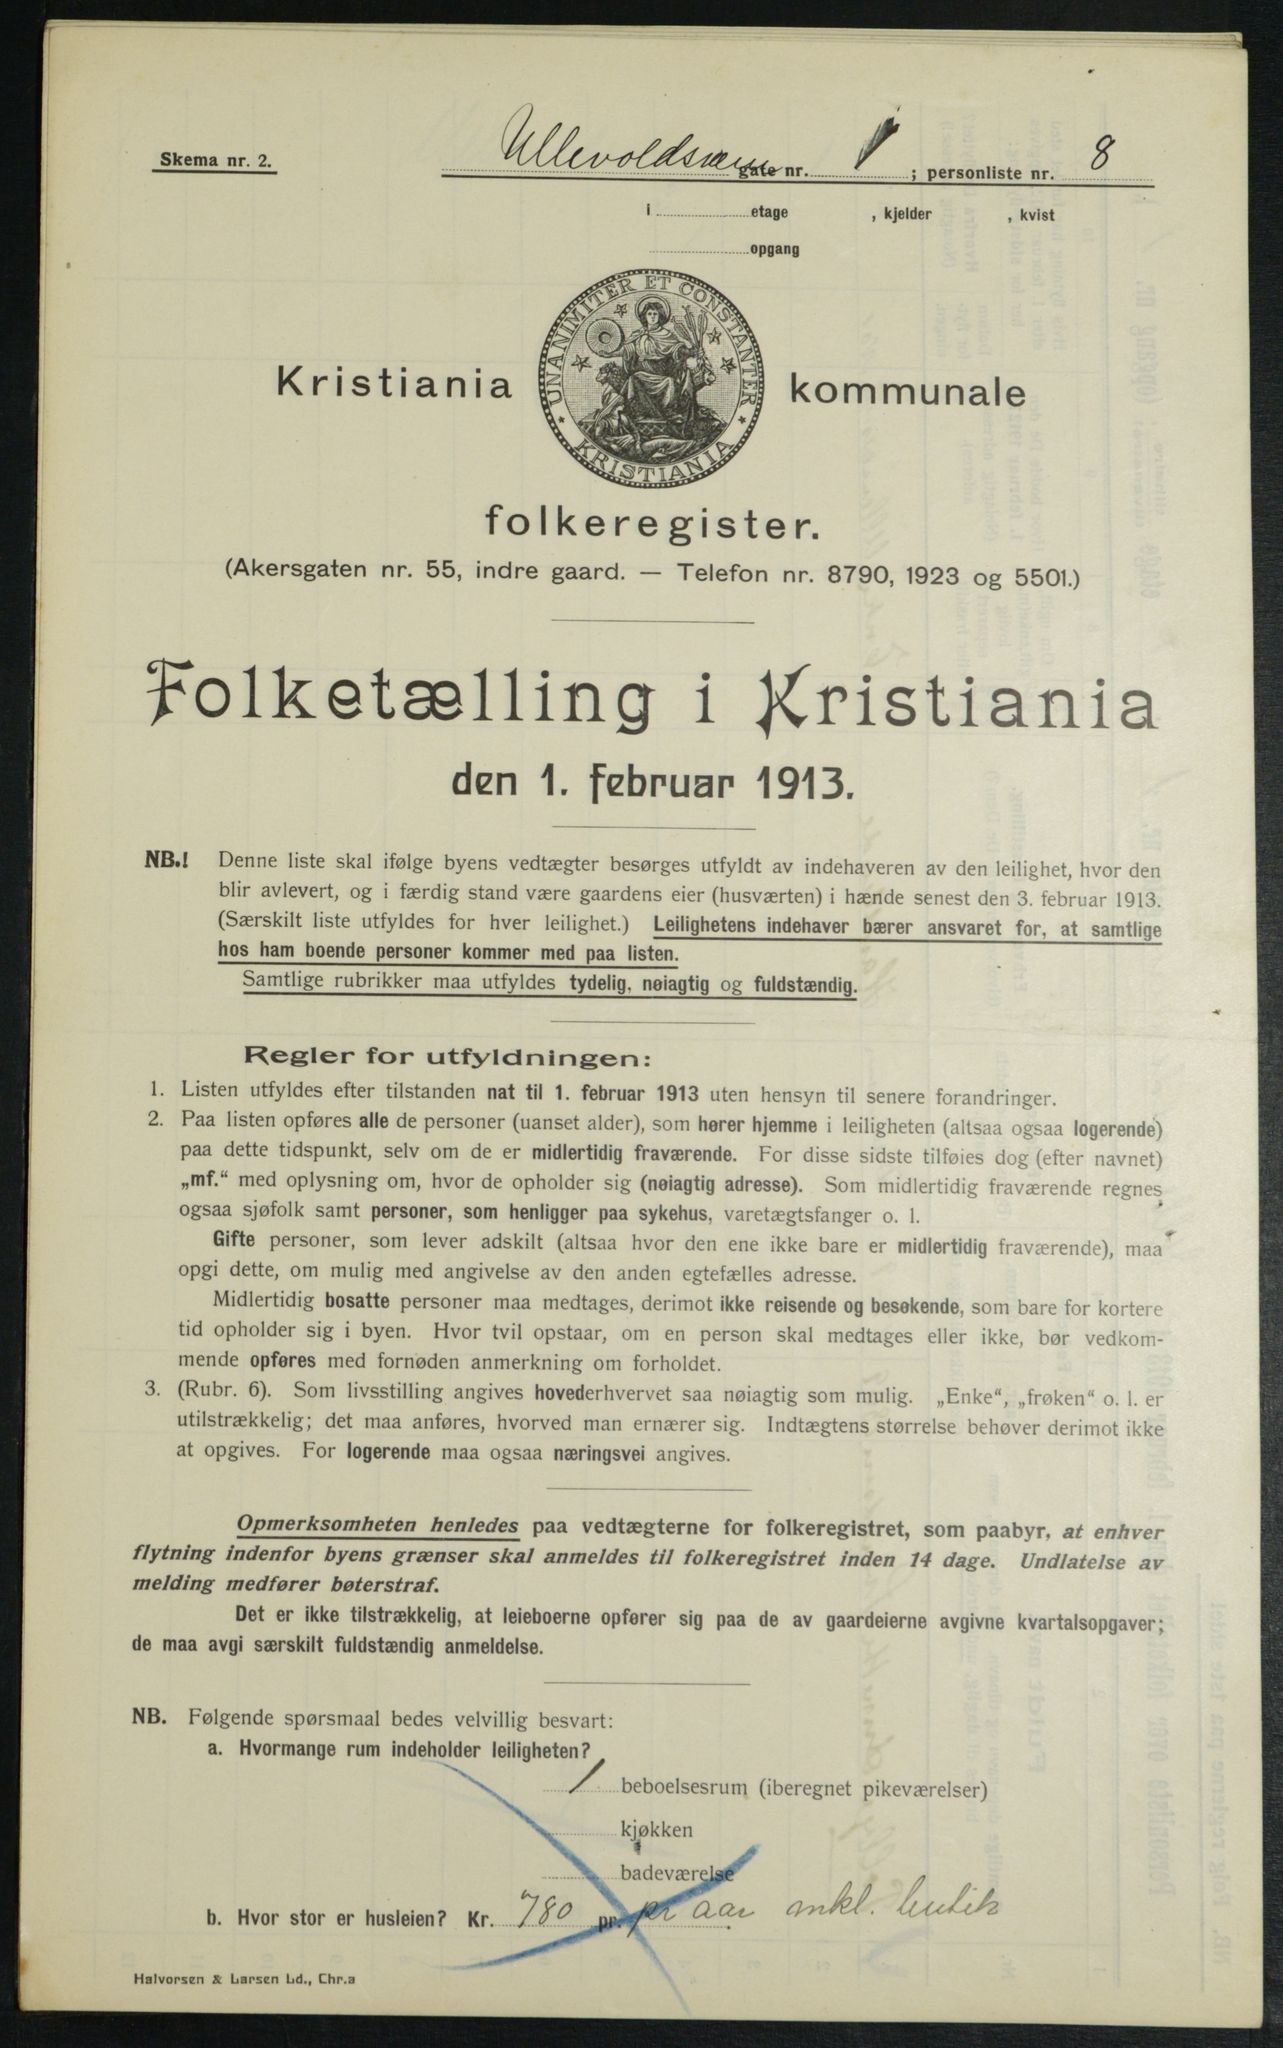 Skema nr. 2.
Ullevoldsveien gate nr. 1; personliste nr. 8
i etage, kjelder, kvist
opgang
UNANIMITER ET CONSTANTER
KRISTIANIA
Kristiania kommunale
folkeregister.
(Akersgaten nr. 55, indre gaard. — Telefon nr. 8790, 1923 og 5501.)
Folketælling i Kristiania
den 1. februar 1913.
NB.! Denne liste skal ifølge byens vedtægter besørges utfyldt av indehaveren av den leilighet, hvor den
blir avlevert, og i færdig stand være gaardens eier (husværten) i hænde senest den 3. februar 1913.
(Særskilt liste utfyldes for hver leilighet.) Leilighetens indehaver bærer ansvaret for, at samtlige
hos ham boende personer kommer med paa listen.
Samtlige rubrikker maa utfyldes tydelig, nøiagtig og fuldstændig.
Regler for utfyldningen:
1. Listen utfyldes efter tilstanden nat til 1. februar 1913 uten hensyn til senere forandringer.
2. Paa listen opføres alle de personer (uanset alder), som hører hjemme i leiligheten (altsaa ogsaa logerende)
paa dette tidspunkt, selv om de er midlertidig fraværende. For disse sidste tilføies dog (efter navnet)
„mf.“ med oplysning om, hvor de opholder sig (nøiagtig adresse). Som midlertidig fraværende regnes
ogsaa sjøfolk samt personer, som henligger paa sykehus, varetægtsfanger o. l.
Gifte personer, som lever adskilt (altsaa hvor den ene ikke bare er midlertidig fraværende), maa
opgi dette, om mulig med angivelse av den anden egtefælles adresse.
Midlertidig bosatte personer maa medtages, derimot ikke reisende og besøkende, som bare for kortere
tid opholder sig i byen. Hvor tvil opstaar, om en person skal medtages eller ikke, bør vedkom-
mende opføres med fornøden anmerkning om forholdet.
3. (Rubr. 6). Som livsstilling angives hovederhvervet saa nøiagtig som mulig. „Enke“, „frøken“ o. l. er
utilstrækkelig; det maa anføres, hvorved man ernærer sig. Indtægtens størrelse behøver derimot ikke
at opgives. For logerende maa ogsaa næringsvei angives.
Opmerksomheten henledes paa vedtægterne for folkeregistret, som paabyr, at enhver
flytning indenfor byens grænser skal anmeldes til folkeregistret inden 14 dage. Undlatelse av
melding medfører bøterstraf.
Det er ikke tilstrækkelig, at leieboerne opfører sig paa de av gaardeierne avgivne kvartalsopgaver;
de maa avgi særskilt fuldstændig anmeldelse.
NB. Følgende spørsmaal bedes velvillig besvart:
a. Hvormange rum indeholder leiligheten?
1 beboelsesrum (iberegnet pikeværelser)
kjøkken
badeværelse
b. Hvor stor er husleien? Kr. 780 pr. pr aar inkl. butik
Halvorsen & Larsen Ld., Chr.a